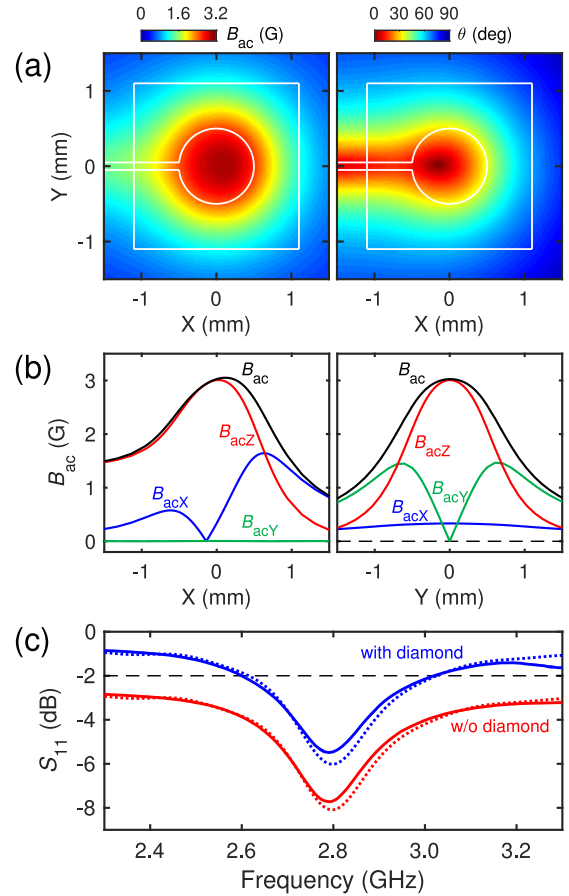 0 1.6 3.2 0 30 60 90
B_ac (G) θ (deg)
(a)
Y (mm)
1
0
-1
-1 0 1 -1 0 1
X (mm) X (mm)
(b)
B_ac (G)
3
2
1
0
B_ac
B_acZ
B_acX
B_acY
B_ac
B_acZ
B_acY
B_acX
-1 0 1 -1 0 1
X (mm) Y (mm)
(c)
S_11 (dB)
0
-2
-4
-6
-8
with diamond
w/o diamond
2.4 2.6 2.8 3.0 3.2
Frequency (GHz)